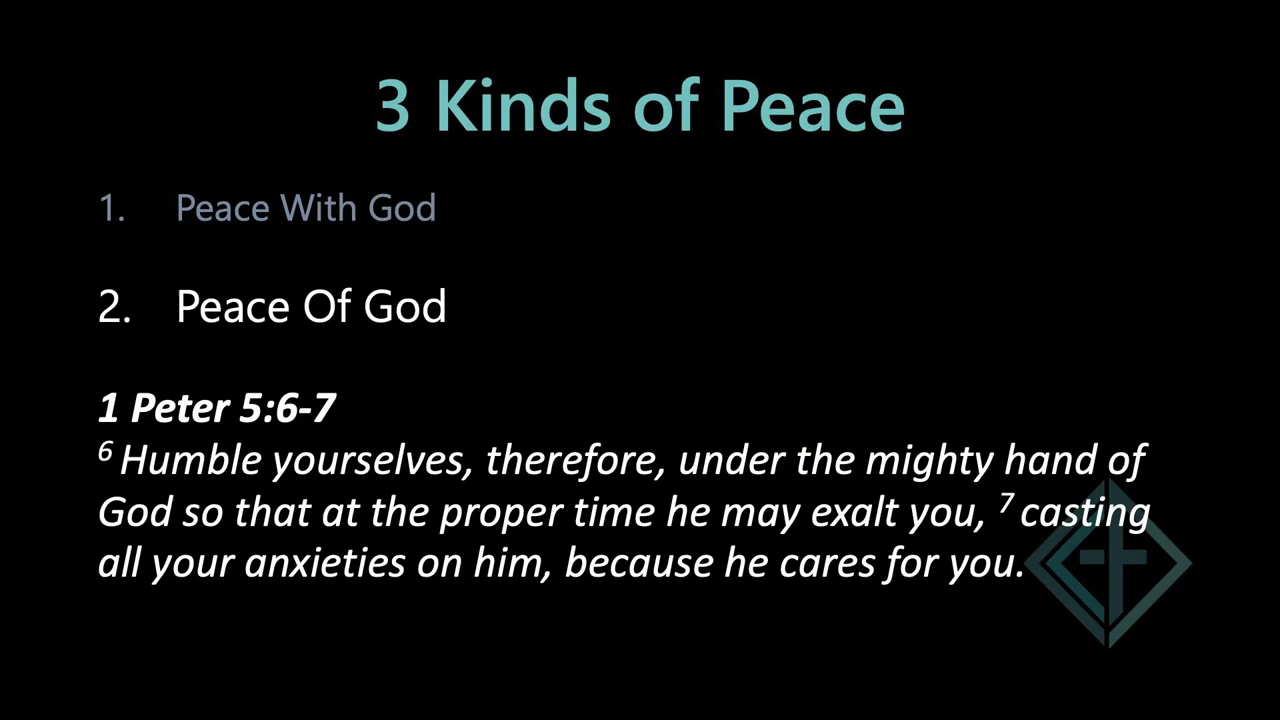 3 Kinds of Peace
1. Peace With God
2. Peace Of God
1 Peter 5:6-7
6 Humble yourselves, therefore, under the mighty hand of
God so that at the proper time he may exalt you, 7 casting
all your anxieties on him, because he cares for you.